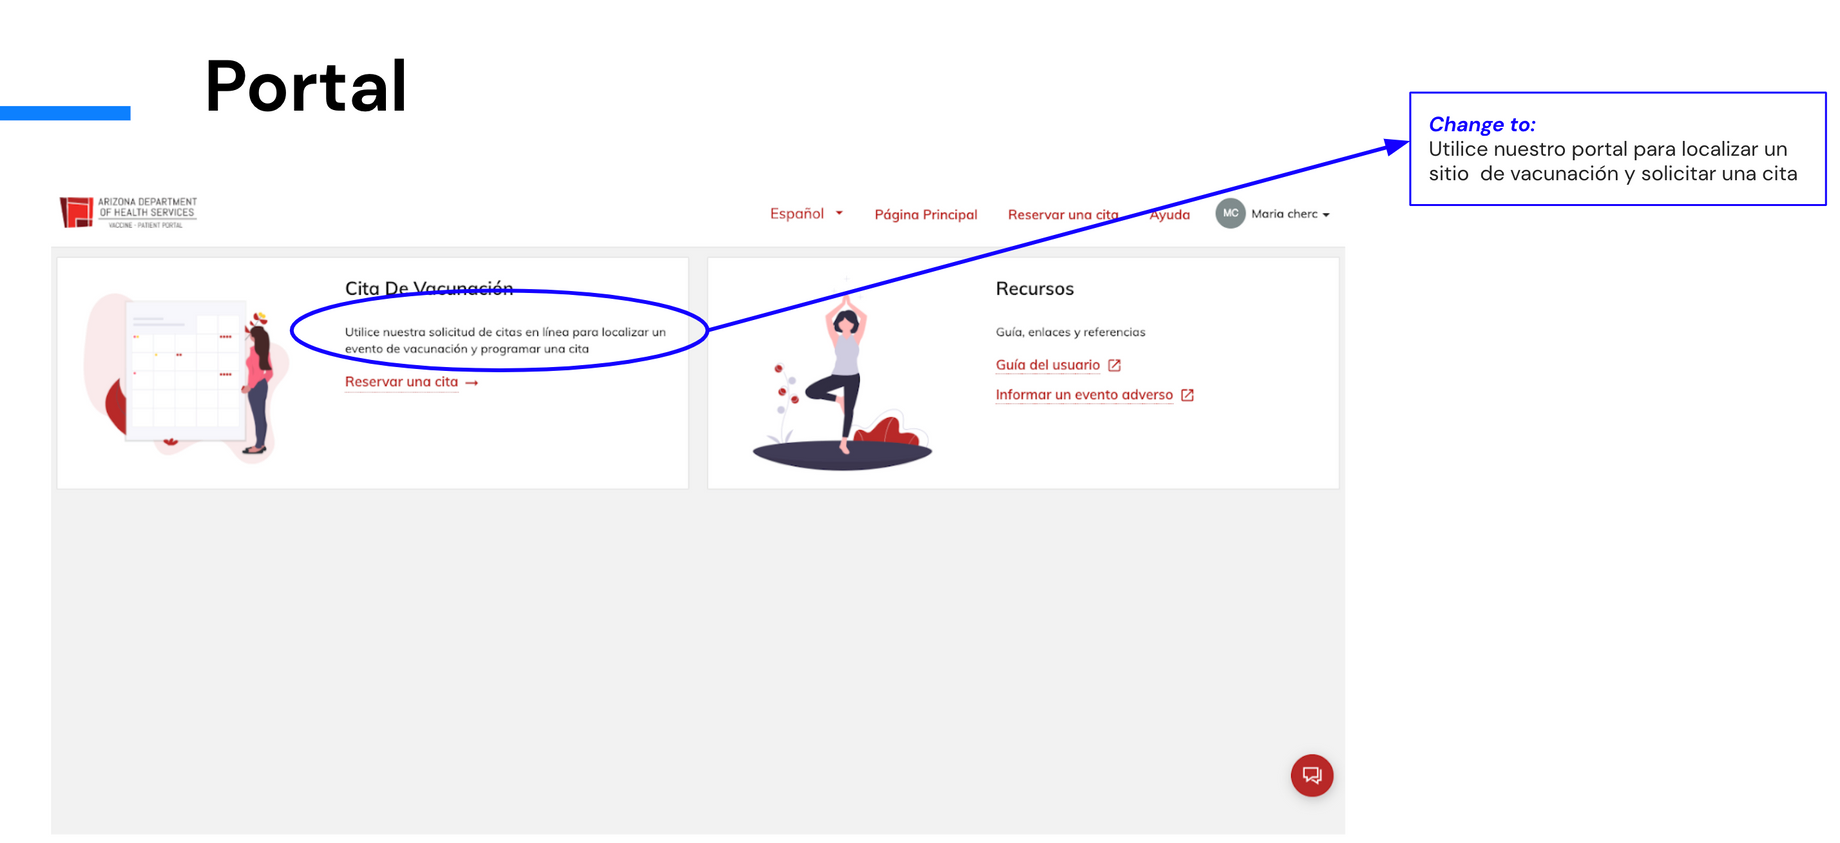 Portal
Change to:
Utilice nuestro portal para localizar un
sitio  de vacunación y solicitar una cita
ARIZONA DEPARTMENT
OF HEALTH SERVICES
VACCINE - PATIENT PORTAL
Español
Página Principal
Reservar una cita
Ayuda
MC
Maria cherc
Cita De Vacunación
Utilice nuestra solicitud de citas en línea para localizar un
evento de vacunación y programar una cita
Reservar una cita →
Recursos
Guía, enlaces y referencias
Guía del usuario
Informar un evento adverso